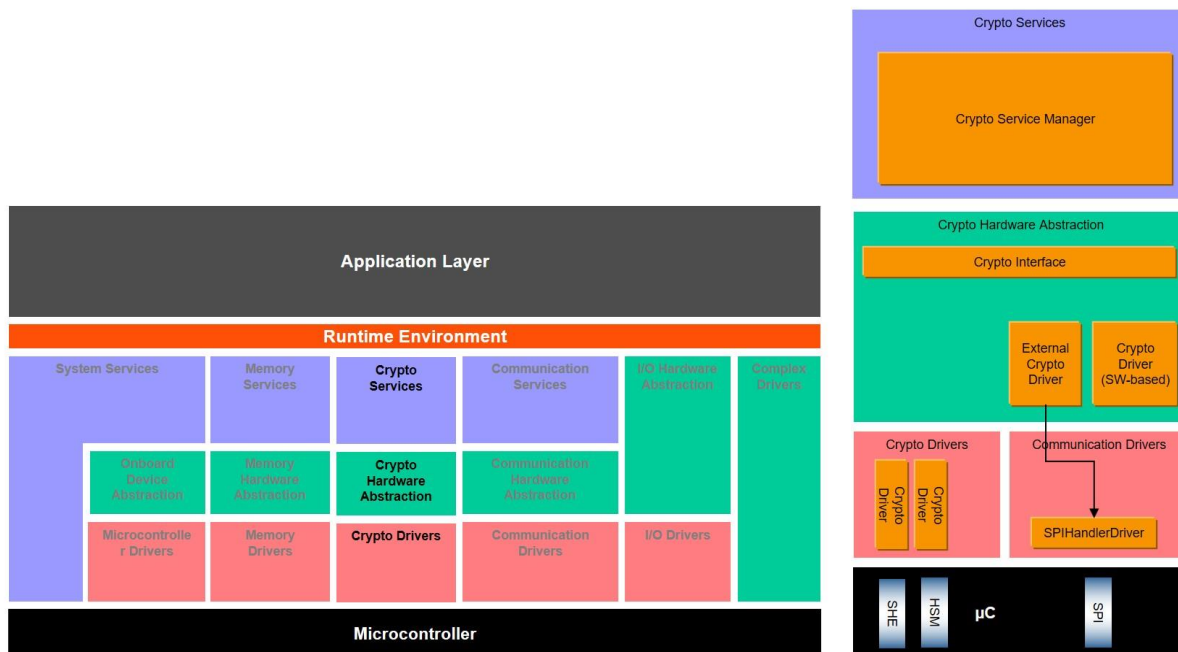 Application Layer
Runtime Environment
System Services
Memory
Services
Crypto
Services
Communication
Services
I/O Hardware
Abstraction
Complex
Drivers
Onboard
Device
Abstraction
Memory
Hardware
Abstraction
Crypto
Hardware
Abstraction
Communication
Hardware
Abstraction
Microcontrolle
r Drivers
Memory
Drivers
Crypto Drivers
Communication
Drivers
I/O Drivers
Microcontroller
Crypto Services
Crypto Service Manager
Crypto Hardware Abstraction
Crypto Interface
External
Crypto
Driver
Crypto
Driver
(SW-based)
Crypto Drivers
Crypto
Driver
Crypto
Driver
Communication Drivers
SPIHandlerDriver
SHE
HSM
µC
SPI